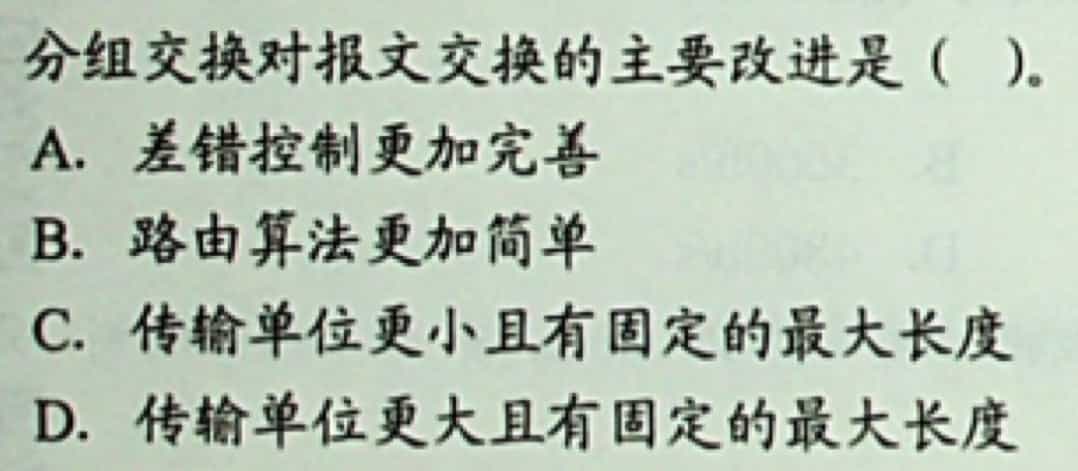 分组交换对报文交换的主要改进是（ ）。
A. 差错控制更加完善
B. 路由算法更加简单
C. 传输单位更小且有固定的最大长度
D. 传输单位更大且有固定的最大长度